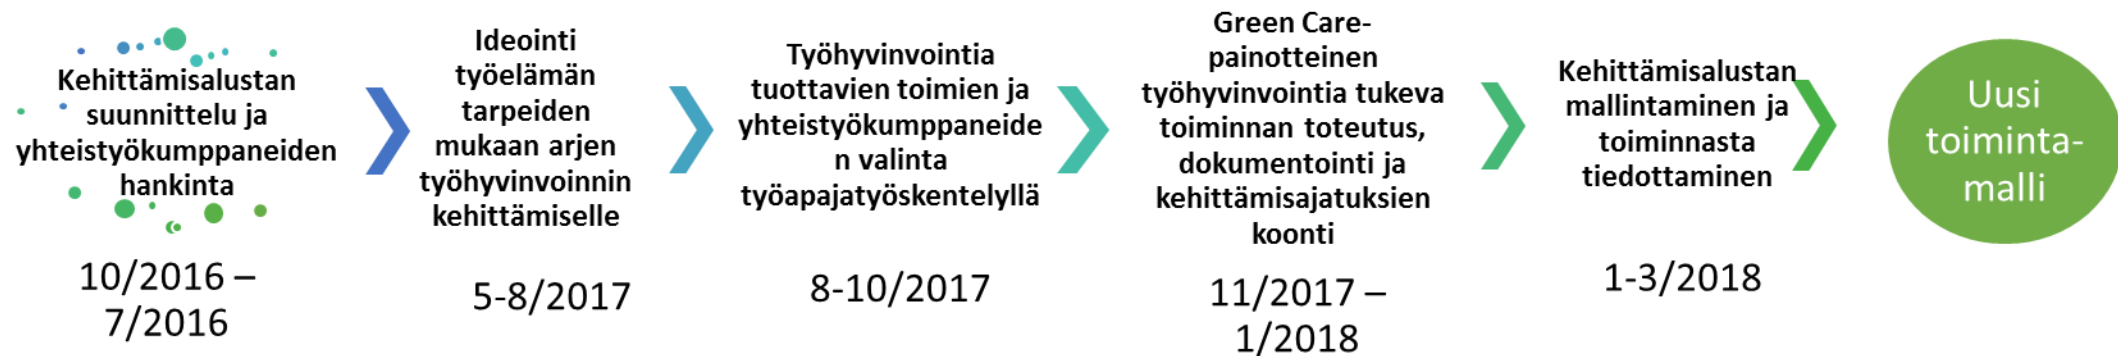 Kehittämisalustan
suunnittelu ja
yhteistyökumppaneiden
hankinta
10/2016 –
7/2016
Ideointi
työelämän
tarpeiden
mukaan arjen
työhyvinvoinnin
kehittämiselle
5-8/2017
Työhyvinvointia
tuottavien toimien ja
yhteistyökumppaneide
n valinta
työapajatyöskentelyllä
8-10/2017
Green Care-
painotteinen
työhyvinvointia tukeva
toiminnan toteutus,
dokumentointi ja
kehittämisajatuksien
koonti
11/2017 –
1/2018
Kehittämisalustan
mallintaminen ja
toiminnasta
tiedottaminen
1-3/2018
Uusi
toiminta-
malli